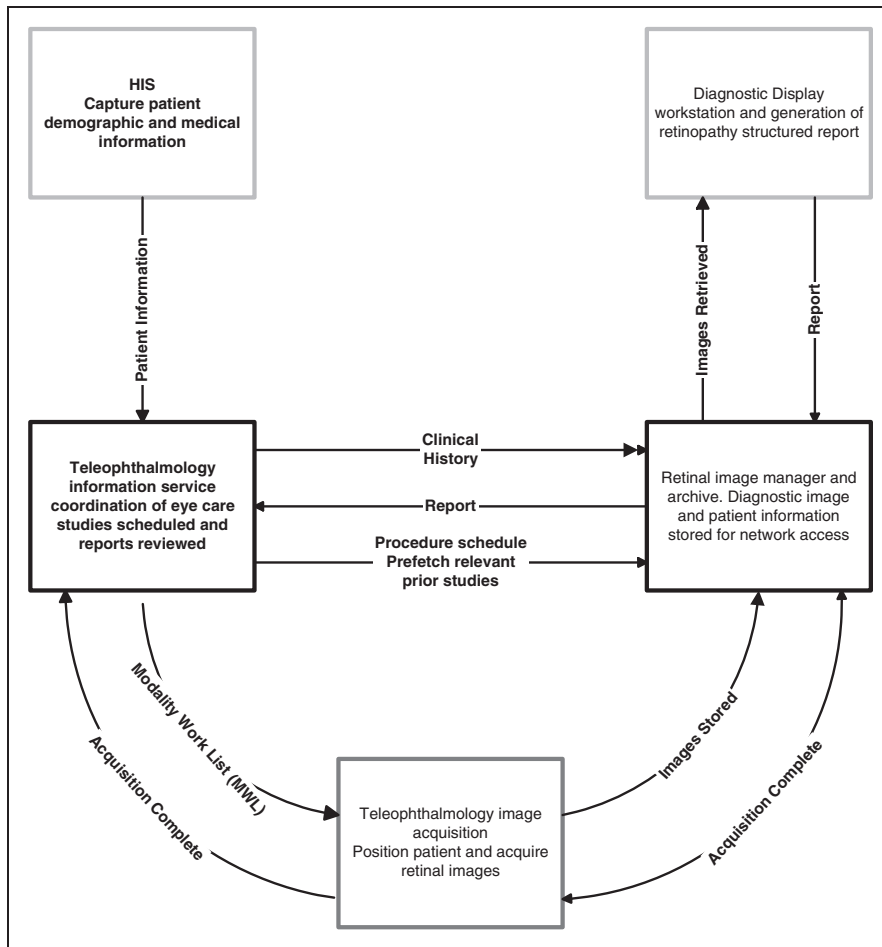 HIS
Capture patient
demographic and medical
information
Diagnostic Display
workstation and generation of
retinopathy structured report
Patient Information
Images Retrieved
Report
Teleophthalmology
information service
coordination of eye care
studies scheduled and
reports reviewed
Clinical
History
Report
Procedure schedule
Prefetch relevant
prior studies
Retinal image manager and
archive. Diagnostic image
and patient information
stored for network access
Modality Work List (MWL)
Acquisition Complete
Images Stored
Acquisition Complete
Teleophthalmology image
acquisition
Position patient and acquire
retinal images